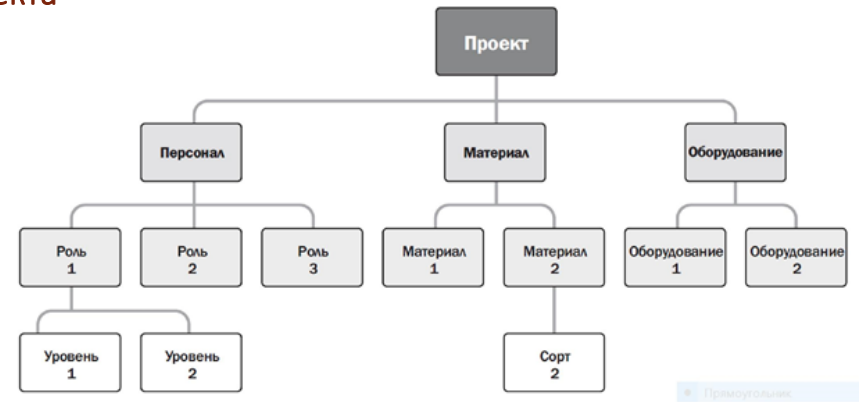 Проект
Персонал
Материал
Оборудование
Роль
1
Роль
2
Роль
3
Материал
1
Материал
2
Оборудование
1
Оборудование
2
Уровень
1
Уровень
2
Сорт
2
Прямоугольник